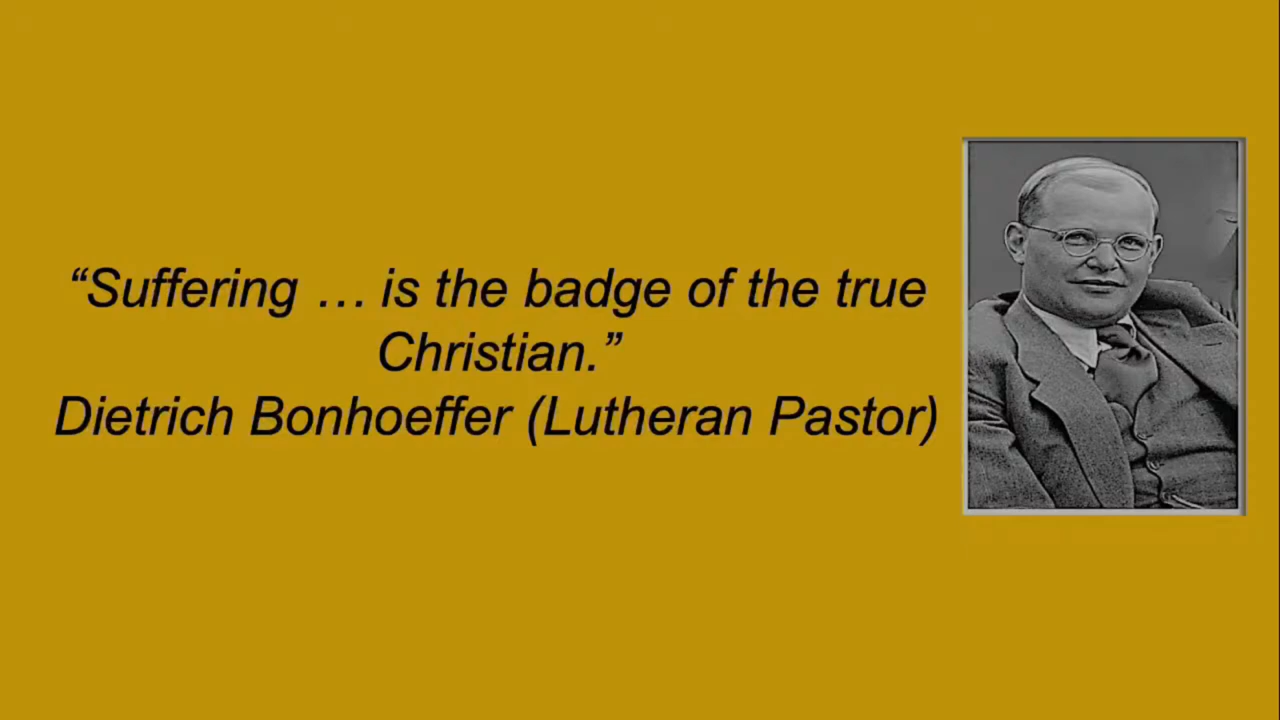 “Suffering … is the badge of the true
Christian.”
Dietrich Bonhoeffer (Lutheran Pastor)